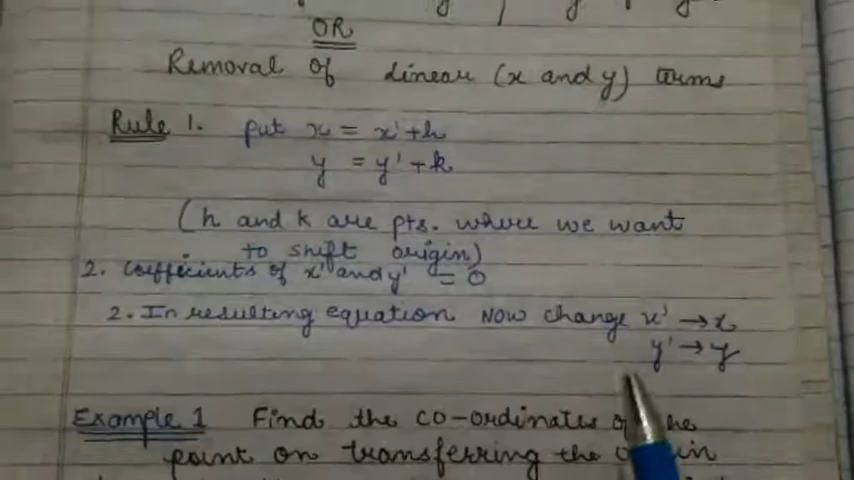 OR
Removal of linear (x and y) terms
Rule 1. put x = x' + h
y = y' + k
(h and k are pts. where we want
to shift origin)
2. coefficients of x' and y' = 0
2. In resulting equation Now change x' → x
y' → y
Example 1 Find the co-ordinates
point on transferring the